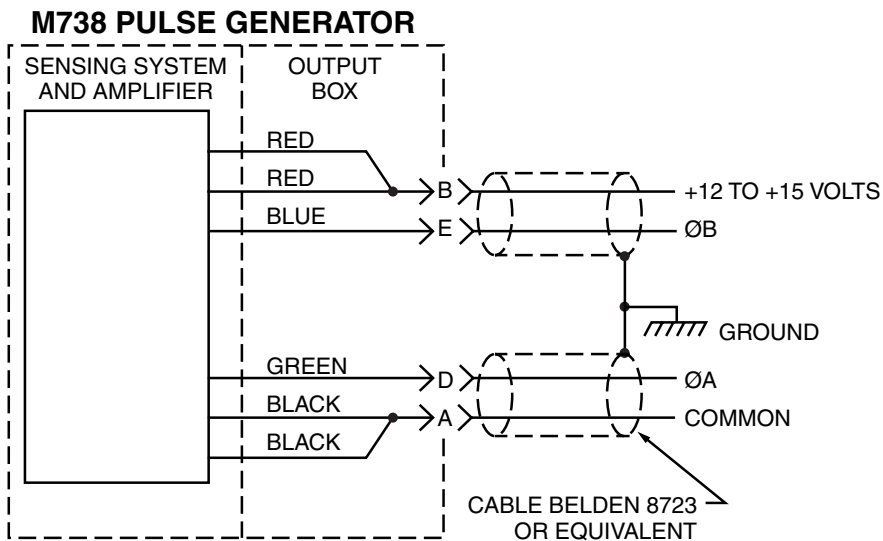 M738 PULSE GENERATOR
SENSING SYSTEM
AND AMPLIFIER
OUTPUT
BOX
RED
RED
B
+12 TO +15 VOLTS
BLUE
E
ØB
GROUND
GREEN
D
ØA
BLACK
A
COMMON
BLACK
CABLE BELDEN 8723
OR EQUIVALENT